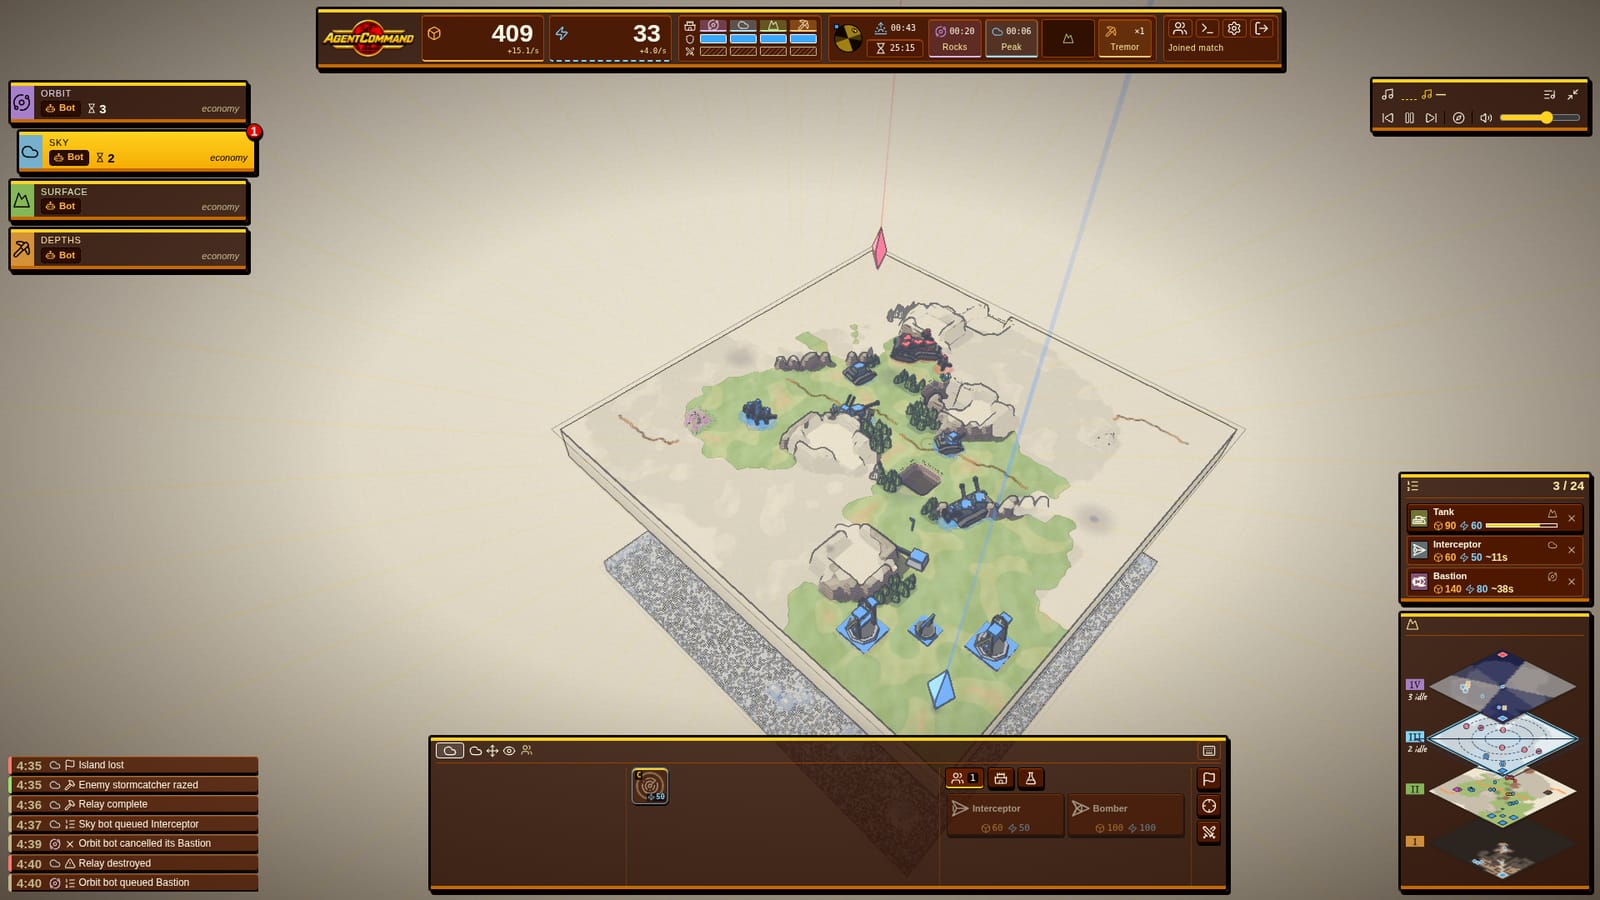 AGENTCOMMAND
409
+15.1/s
33
+4.0/s
00:43
25:15
00:20
Rocks
00:06
Peak
×1
Tremor
Joined match
ORBIT
Bot
3
economy
SKY
1
Bot
2
economy
SURFACE
Bot
economy
DEPTHS
Bot
economy
3 / 24
Tank
90 60
Interceptor
60 50 ~11s
Bastion
140 80 ~38s
IV
3 idle
III
2 idle
II
I
4:35 Island lost
4:35 Enemy stormcatcher razed
4:36 Relay complete
4:37 Sky bot queued Interceptor
4:39 Orbit bot cancelled its Bastion
4:40 Relay destroyed
4:40 Orbit bot queued Bastion
C
50
1
Interceptor
60 50
Bomber
100 100